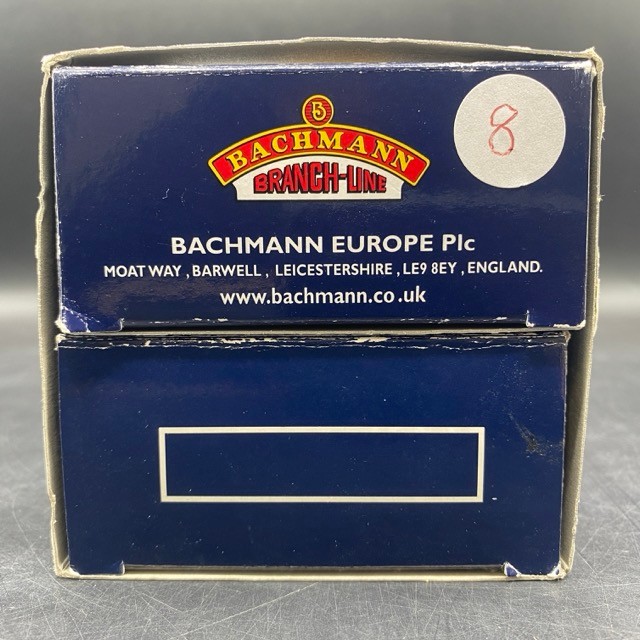 B
BACHMANN
BRANCH-LINE
8
BACHMANN EUROPE Plc
MOAT WAY , BARWELL , LEICESTERSHIRE , LE9 8EY , ENGLAND.
www.bachmann.co.uk